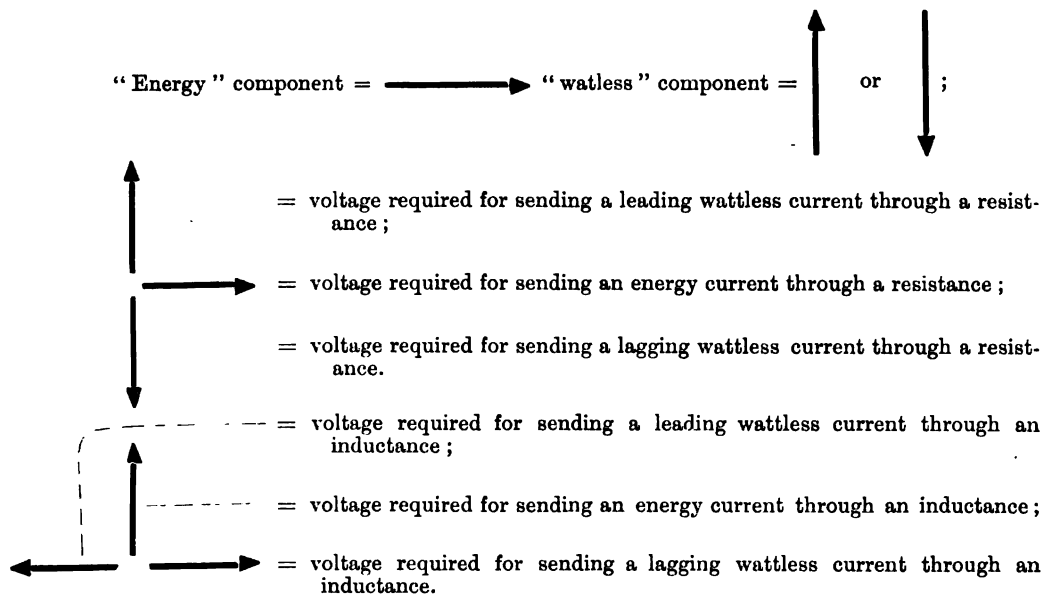 “ Energy ” component = “ watless ” component = or ;
= voltage required for sending a leading wattless current through a resist-
ance ;
= voltage required for sending an energy current through a resistance ;
= voltage required for sending a lagging wattless current through a resist-
ance.
= voltage required for sending a leading wattless current through an
inductance ;
= voltage required for sending an energy current through an inductance ;
= voltage required for sending a lagging wattless current through an
inductance.